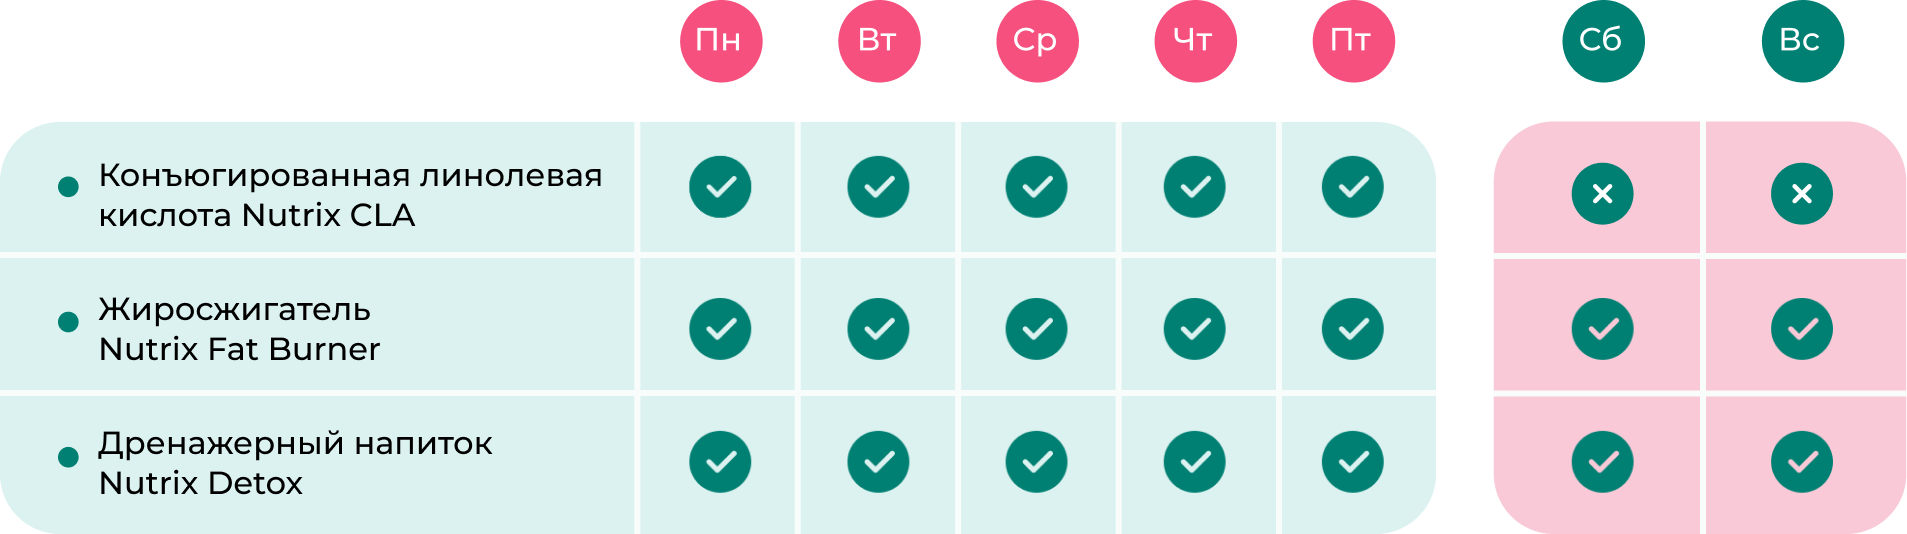 Пн Вт Ср Чт Пт Сб Вс
Конъюгированная линолевая
кислота Nutrix CLA
Жиросжигатель
Nutrix Fat Burner
Дренажерный напиток
Nutrix Detox